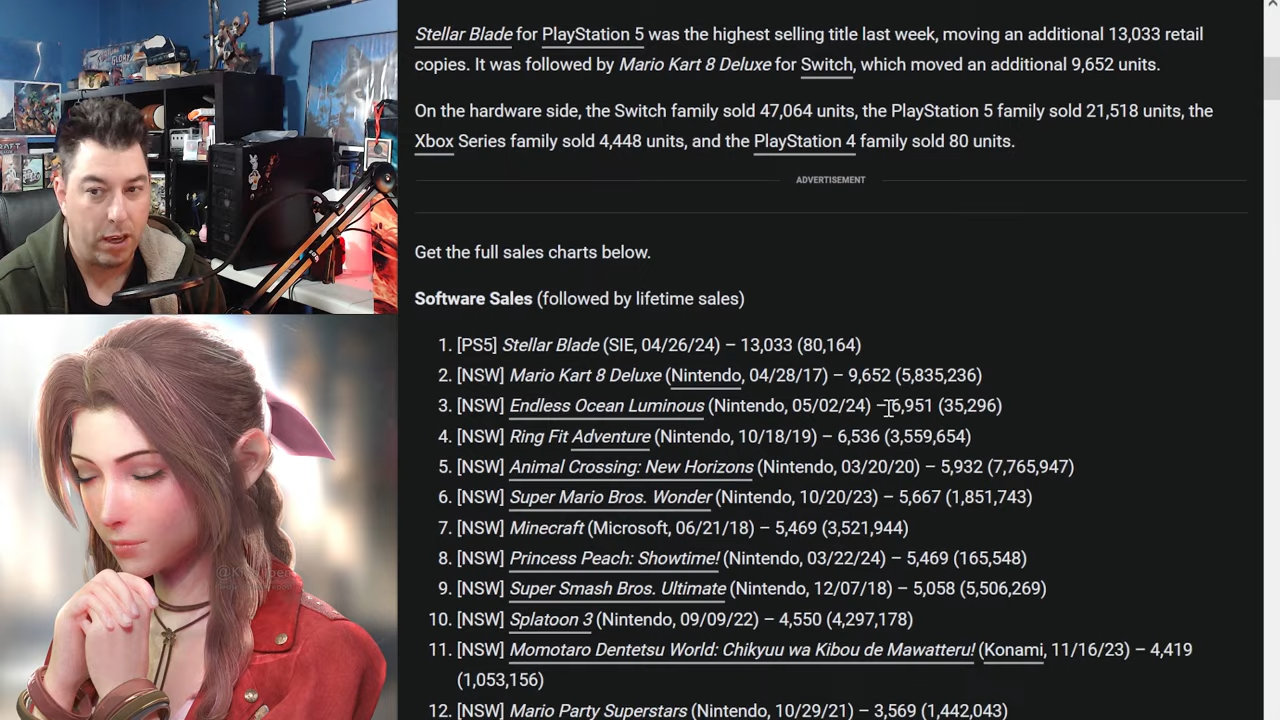 Stellar Blade for PlayStation 5 was the highest selling title last week, moving an additional 13,033 retail
copies. It was followed by Mario Kart 8 Deluxe for Switch, which moved an additional 9,652 units.
On the hardware side, the Switch family sold 47,064 units, the PlayStation 5 family sold 21,518 units, the
Xbox Series family sold 4,448 units, and the PlayStation 4 family sold 80 units.
ADVERTISEMENT
Get the full sales charts below.
Software Sales (followed by lifetime sales)
1. [PS5] Stellar Blade (SIE, 04/26/24) – 13,033 (80,164)
2. [NSW] Mario Kart 8 Deluxe (Nintendo, 04/28/17) – 9,652 (5,835,236)
3. [NSW] Endless Ocean Luminous (Nintendo, 05/02/24) – 6,951 (35,296)
4. [NSW] Ring Fit Adventure (Nintendo, 10/18/19) – 6,536 (3,559,654)
5. [NSW] Animal Crossing: New Horizons (Nintendo, 03/20/20) – 5,932 (7,765,947)
6. [NSW] Super Mario Bros. Wonder (Nintendo, 10/20/23) – 5,667 (1,851,743)
7. [NSW] Minecraft (Microsoft, 06/21/18) – 5,469 (3,521,944)
8. [NSW] Princess Peach: Showtime! (Nintendo, 03/22/24) – 5,469 (165,548)
9. [NSW] Super Smash Bros. Ultimate (Nintendo, 12/07/18) – 5,058 (5,506,269)
10. [NSW] Splatoon 3 (Nintendo, 09/09/22) – 4,550 (4,297,178)
11. [NSW] Momotaro Dentetsu World: Chikyuu wa Kibou de Mawatteru! (Konami, 11/16/23) – 4,419
(1,053,156)
12. [NSW] Mario Party Superstars (Nintendo, 10/29/21) – 3,569 (1,442,043)